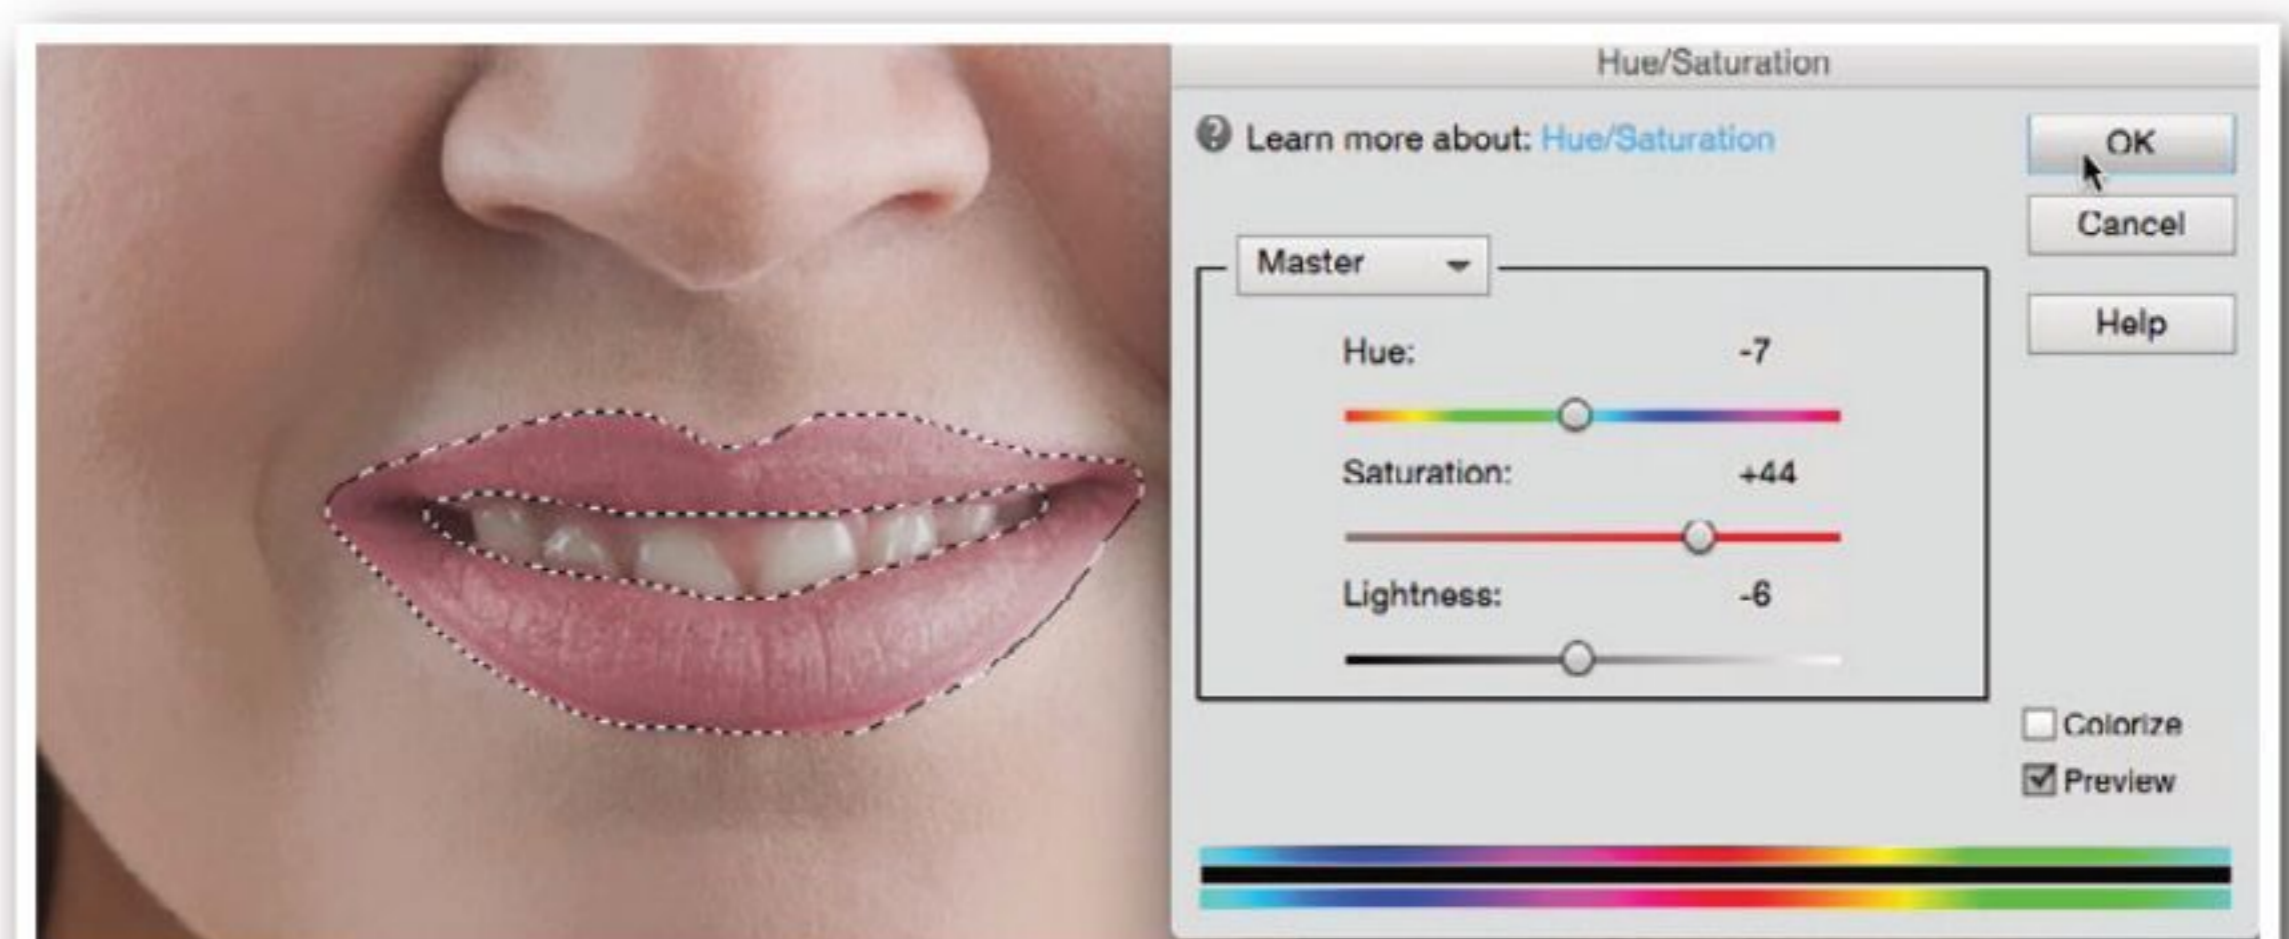 Hue/Saturation
Learn more about: Hue/Saturation
OK
Cancel
Help
Master
Hue: -7
Saturation: +44
Lightness: -6
Colorize
Preview